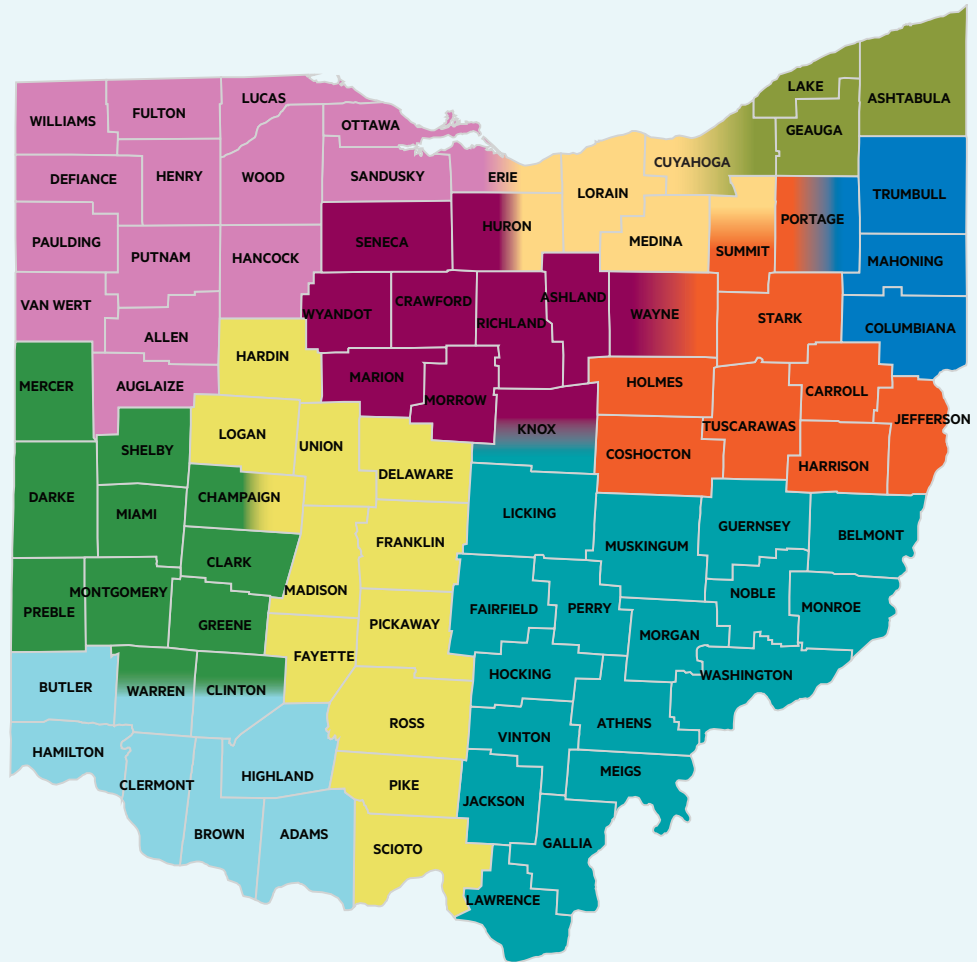 LAKE
ASHTABULA
LUCAS
FULTON
WILLIAMS
OTTAWA
GEAUGA
CUYAHOGA
DEFIANCE
HENRY
WOOD
SANDUSKY
ERIE
LORAIN
TRUMBULL
PAULDING
PUTNAM
HANCOCK
SENECA
HURON
MEDINA
SUMMIT
PORTAGE
MAHONING
VAN WERT
ALLEN
WYANDOT
CRAWFORD
RICHLAND
ASHLAND
WAYNE
STARK
COLUMBIANA
MERCER
AUGLAIZE
HARDIN
MARION
MORROW
HOLMES
CARROLL
JEFFERSON
SHELBY
LOGAN
UNION
KNOX
COSHOCTON
TUSCARAWAS
HARRISON
DARKE
MIAMI
CHAMPAIGN
DELAWARE
LICKING
GUERNSEY
BELMONT
CLARK
FRANKLIN
MUSKINGUM
PREBLE
MONTGOMERY
GREENE
MADISON
PICKAWAY
FAIRFIELD
PERRY
NOBLE
MONROE
MORGAN
FAYETTE
BUTLER
WARREN
CLINTON
HOCKING
WASHINGTON
ROSS
VINTON
ATHENS
HAMILTON
CLERMONT
HIGHLAND
PIKE
JACKSON
MEIGS
BROWN
ADAMS
SCIOTO
GALLIA
LAWRENCE